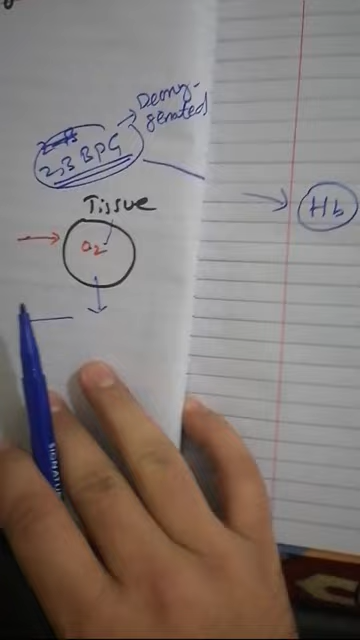 Deoxy-
genated
2,3 BPG
Hb
Tissue
O2